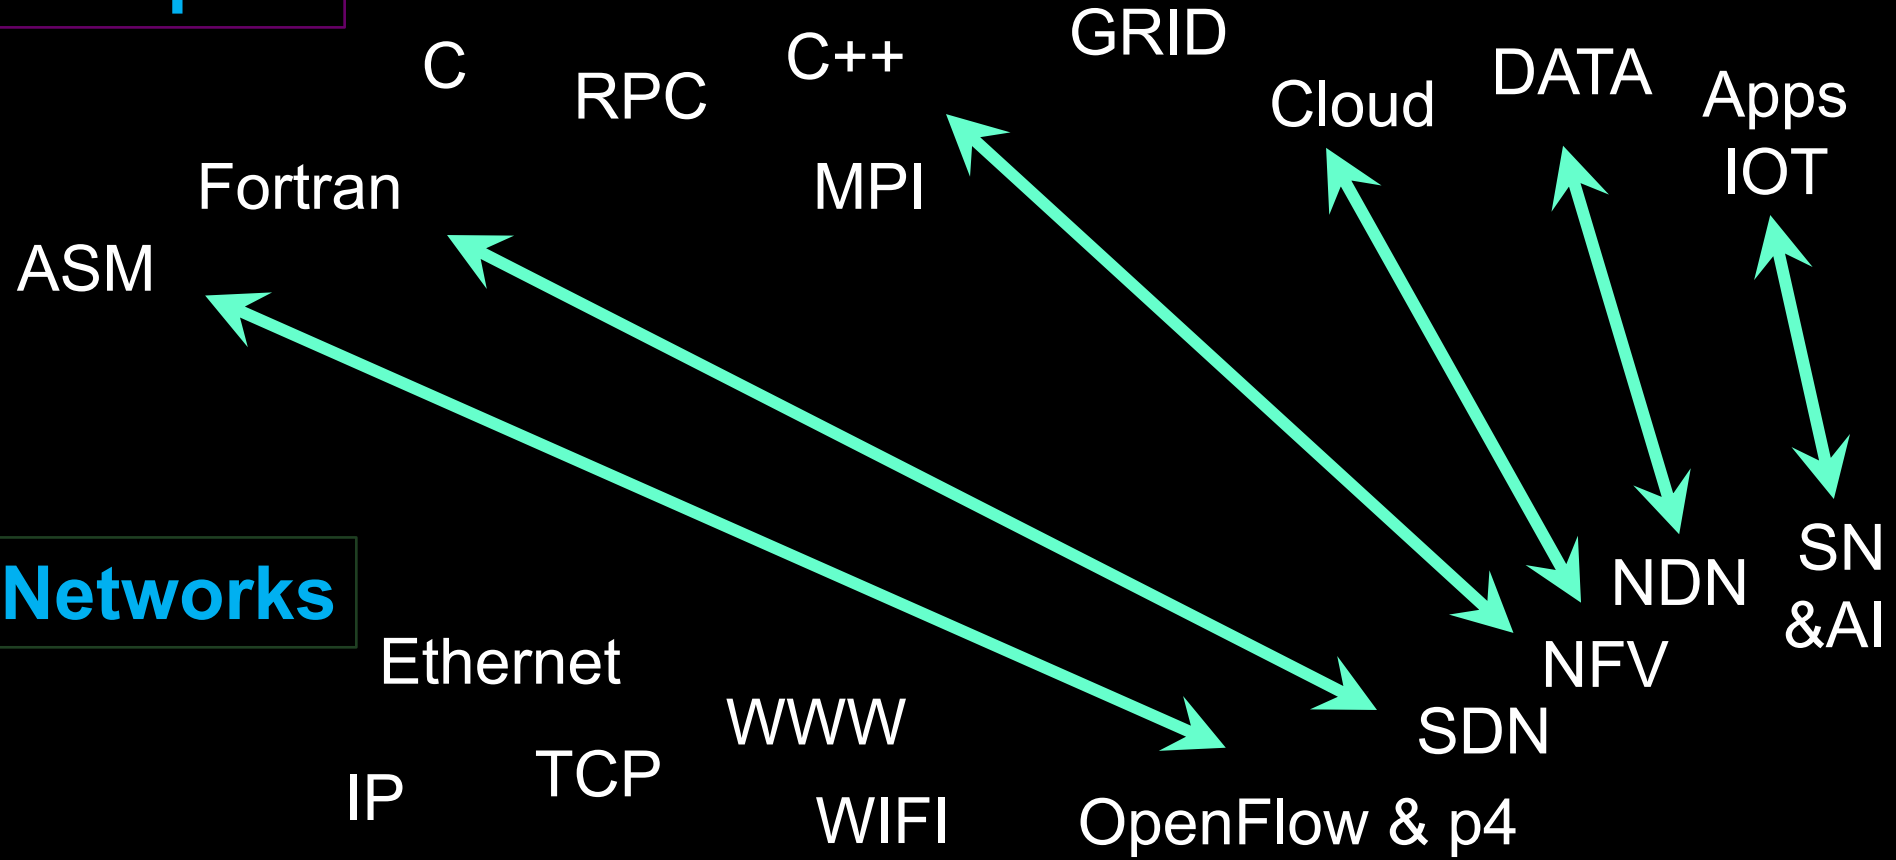 C
RPC
C++
GRID
Cloud
DATA
Apps
IOT
Fortran
MPI
ASM
Networks
SN
&AI
NDN
Ethernet
NFV
WWW
SDN
IP
TCP
WIFI
OpenFlow & p4